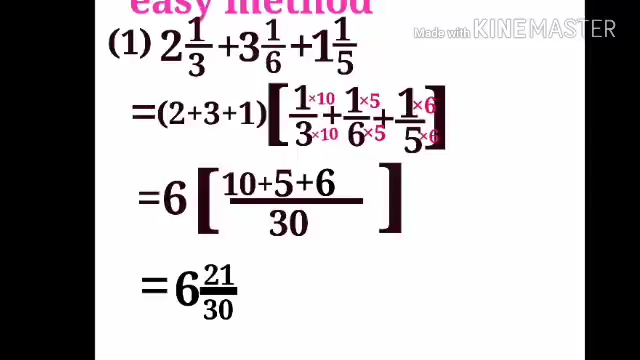 easy method
Made with KINEMASTER
(1) 2 1/3 + 3 1/6 + 1 1/5
=(2+3+1)[1×10/3×10 + 1×5/6×5 + 1×6/5×6]
=6[10+5+6/30]
=6 21/30